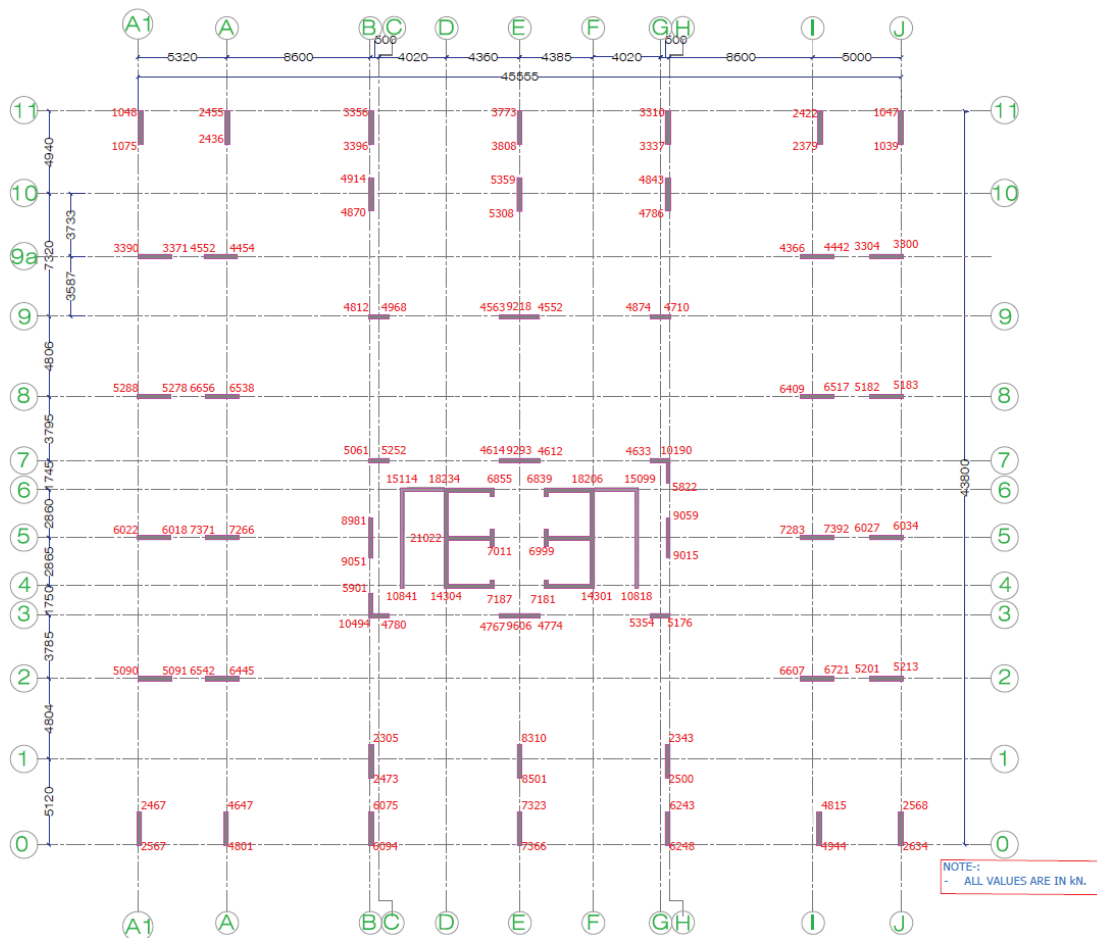 A1 A B C D E F G H I J
500 500
5320 8600 4020 4360 4385 4020 8600 5000
45555
11 1048 2455 3356 3773 3310 2422 1047 11
1075 2436 3396 3808 3337 2379 1039
4940
4914 5359 4843
10 10
4870 5308 4786
3733
7320
3390 3371 4552 4454 4366 4442 3304 3300
9a
3587
4812 4968 4563 9218 4552 4874 4710
9 9
4806
5288 5278 6656 6538 6409 6517 5182 5183
8 8
3795
5061 5252 4614 9293 4612 4633 10190
7 7
1745
15114 18234 6855 6839 18206 15099
6 5822 6
43800
2860
8981 9059
6022 6018 7371 7266 21022 7283 7392 6027 6034
5 5
7011 6999
9051 9015
2865
5901
4 4
10841 14304 7187 7181 14301 10818
1750
3 3
10494 4780 4767 9606 4774 5354 5176
3785
5090 5091 6542 6445 6607 6721 5201 5213
2 2
4804
2305 8310 2343
1 1
2473 8501 2500
5120
2467 4647 6075 7323 6243 4815 2568
0 0
2567 4801 6094 7366 6248 4944 2634
NOTE-:
- ALL VALUES ARE IN kN.
A1 A B C D E F G H I J